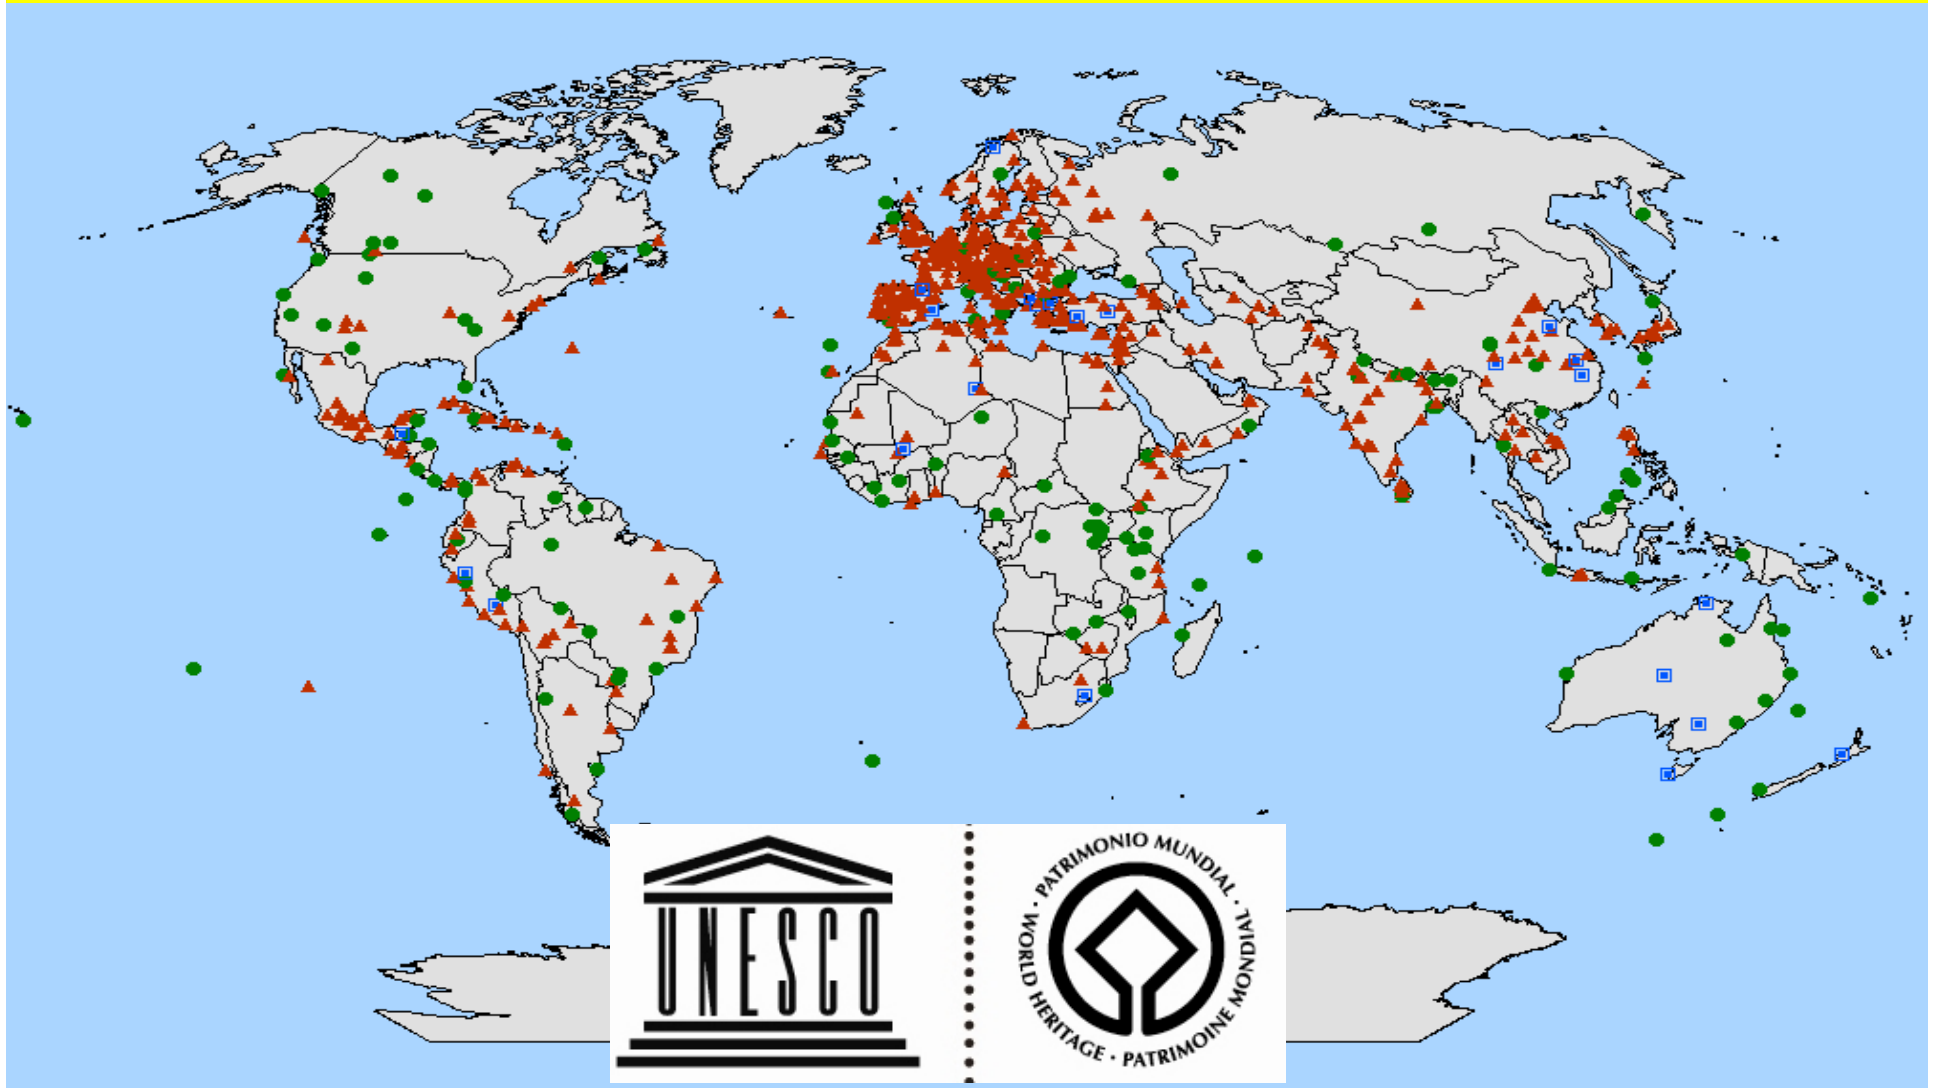 UNESCO
· PATRIMONIO MUNDIAL ·
WORLD HERITAGE ·
PATRIMOINE MONDIAL